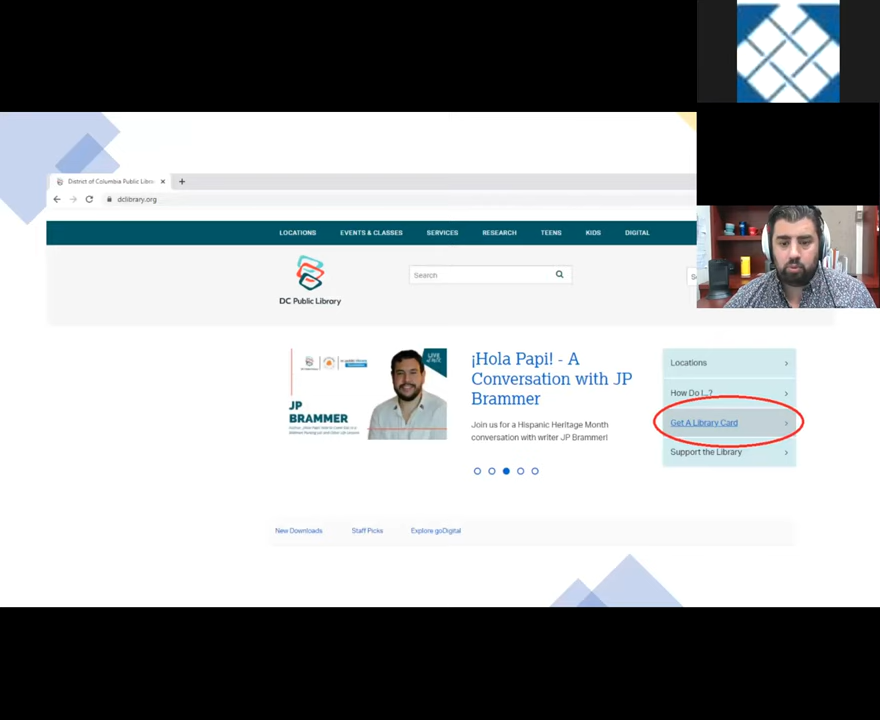 District of Columbia Public Libra
dclibrary.org
LOCATIONS EVENTS & CLASSES SERVICES RESEARCH TEENS KIDS DIGITAL
Search
DC Public Library
LIFE
JP
BRAMMER
¡Hola Papi! - A
Conversation with JP
Brammer
Join us for a Hispanic Heritage Month
conversation with writer JP Brammer!
Locations
How Do I...?
Get A Library Card
Support the Library
New Downloads Staff Picks Explore goDigital